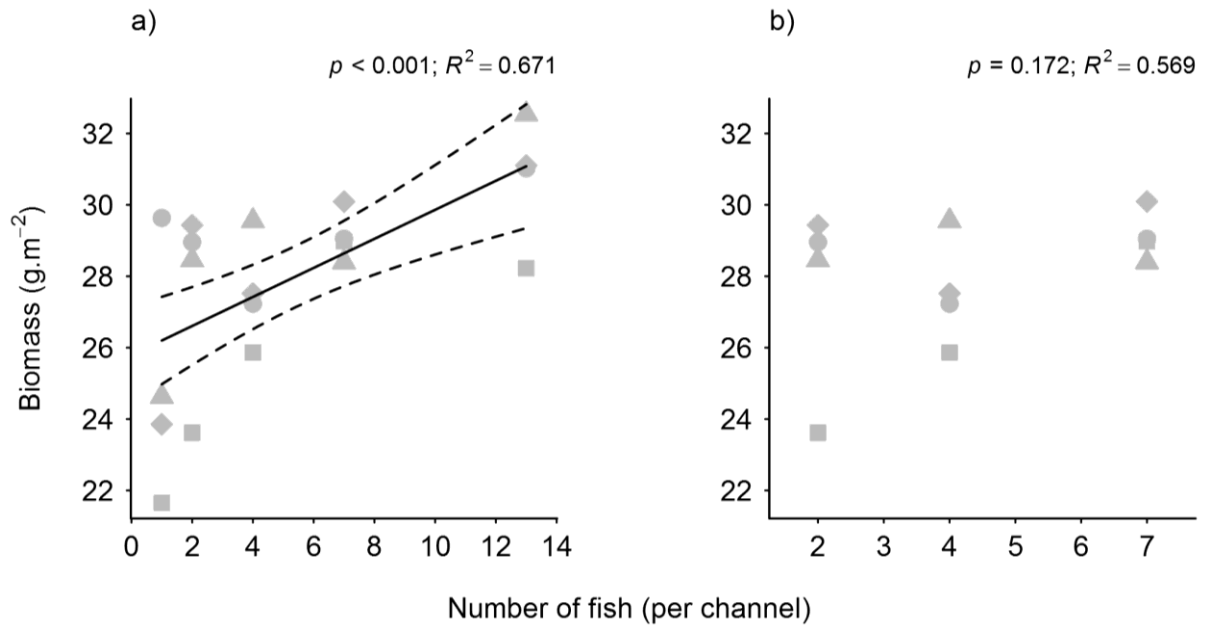 a)
p < 0.001; R² = 0.671
32
30
28
26
24
22
0 2 4 6 8 10 12 14
b)
p = 0.172; R² = 0.569
32
30
28
26
24
22
2 3 4 5 6 7
Biomass (g.m⁻²)
Number of fish (per channel)